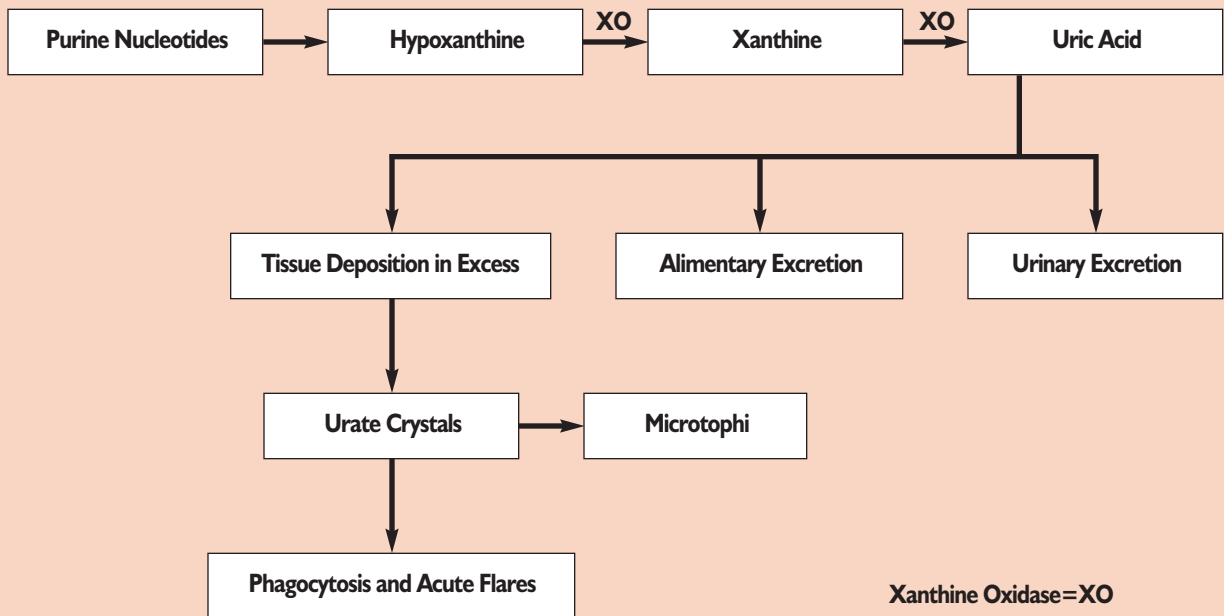 XO
XO
Purine Nucleotides
Hypoxanthine
Xanthine
Uric Acid
Tissue Deposition in Excess
Alimentary Excretion
Urinary Excretion
Urate Crystals
Microtophi
Phagocytosis and Acute Flares
Xanthine Oxidase=XO